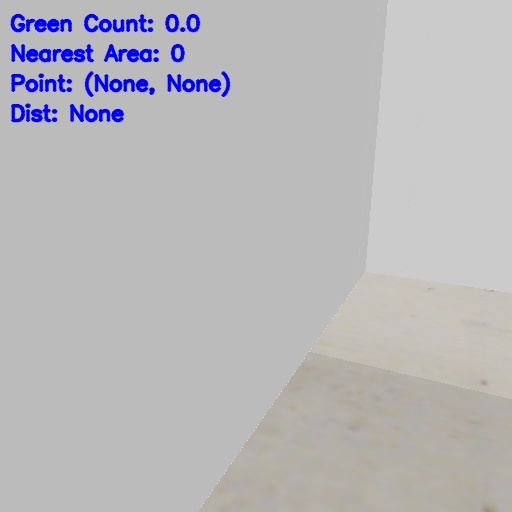 Green Count: 0.0
Nearest Area: 0
Point: (None, None)
Dist: None